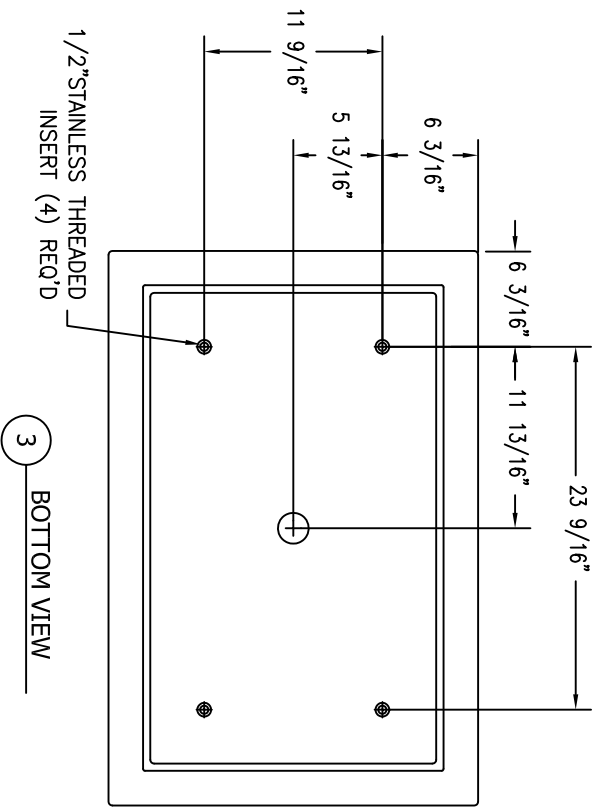 23 9/16"
6 3/16"
11 13/16"
6 3/16"
5 13/16"
11 9/16"
1/2"STAINLESS THREADED
INSERT (4) REQ'D
3
BOTTOM VIEW